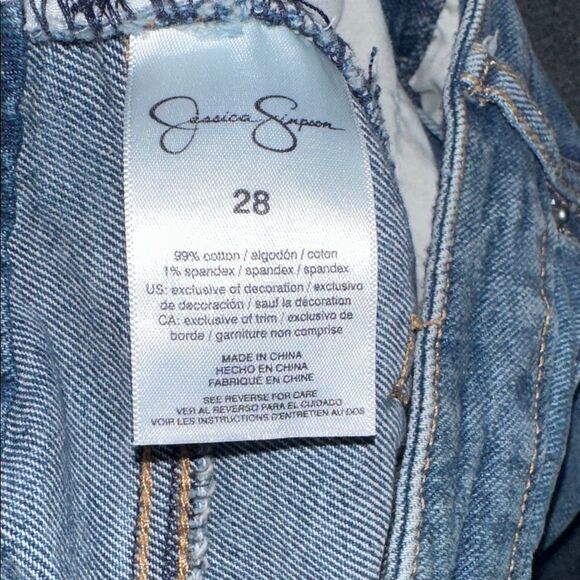 Jessica Simpson
28
99% cotton / algodón / coton
1% spandex / spandex / spandex
US: exclusive of decoration / exclusivo
de decoración / sauf la décoration
CA: exclusive of trim / exclusivo de
borde / garniture non comprise
MADE IN CHINA
HECHO EN CHINA
FABRIQUÉ EN CHINE
SEE REVERSE FOR CARE
VER AL REVERSO PARA EL CUIDADO
VOIR LES INSTRUCTIONS D'ENTRETIEN AU DOS